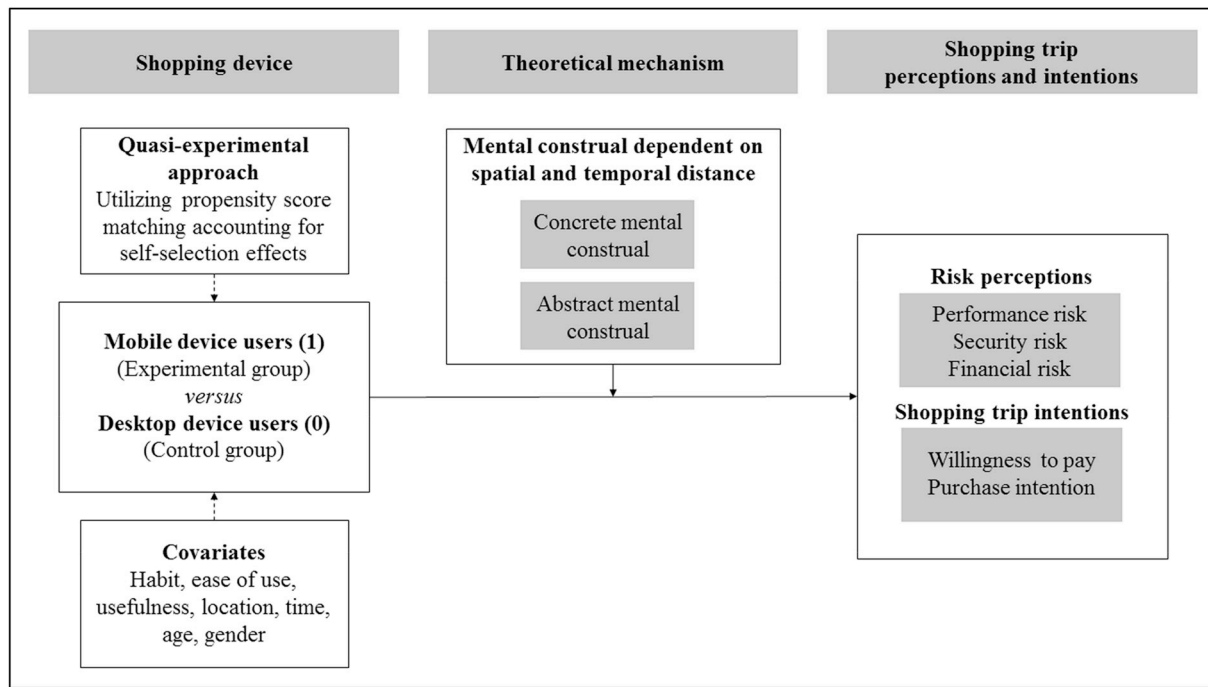 Shopping device
Theoretical mechanism
Shopping trip
perceptions and intentions
Quasi-experimental
approach
Utilizing propensity score
matching accounting for
self-selection effects
Mobile device users (1)
(Experimental group)
versus
Desktop device users (0)
(Control group)
Covariates
Habit, ease of use,
usefulness, location, time,
age, gender
Mental construal dependent on
spatial and temporal distance
Concrete mental
construal
Abstract mental
construal
Risk perceptions
Performance risk
Security risk
Financial risk
Shopping trip intentions
Willingness to pay
Purchase intention